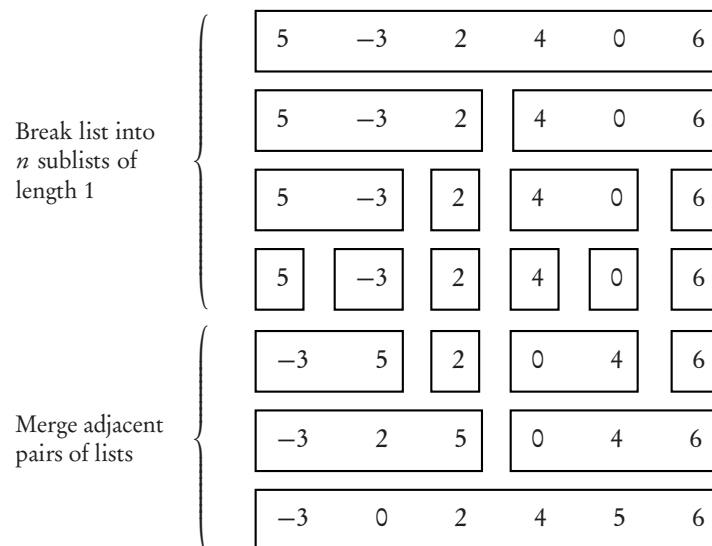 5 −3 2 4 0 6
5 −3 2 4 0 6
Break list into
n sublists of
length 1
5 −3 2 4 0 6
5 −3 2 4 0 6
−3 5 2 0 4 6
Merge adjacent
pairs of lists
−3 2 5 0 4 6
−3 0 2 4 5 6